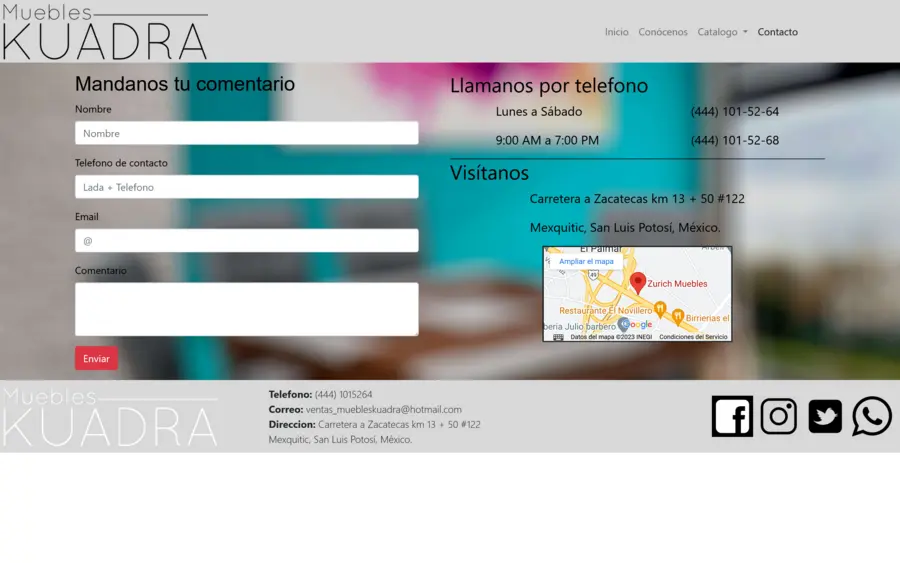 Muebles
KUADRA
Inicio Conócenos Catalogo Contacto
Mandanos tu comentario
Nombre
Nombre
Telefono de contacto
Lada + Telefono
Email
@
Comentario
Enviar
Llamanos por telefono
Lunes a Sábado (444) 101-52-64
9:00 AM a 7:00 PM (444) 101-52-68
Visítanos
Carretera a Zacatecas km 13 + 50 #122
Mexquitic, San Luis Potosí, México.
El Palmar
Ampliar el mapa
49
Zurich Muebles
Restaurante El Novillero
Birrierias el
beria Julio barbero
Google
Datos del mapa ©2023 INEGI Condiciones del Servicio
Muebles
KUADRA
Telefono: (444) 1015264
Correo: ventas_muebleskuadra@hotmail.com
Direccion: Carretera a Zacatecas km 13 + 50 #122
Mexquitic, San Luis Potosí, México.